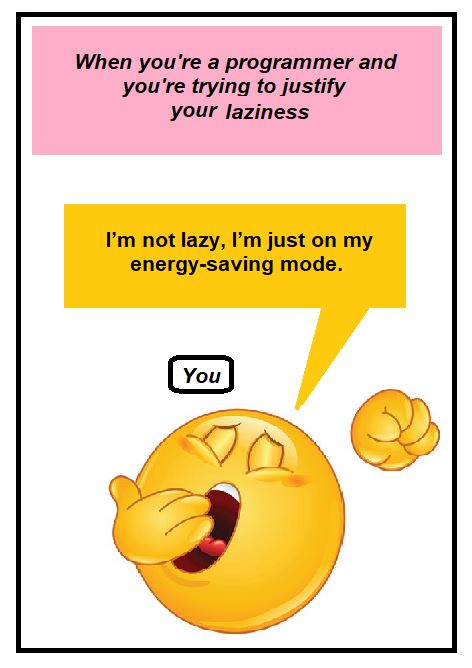 When you're a programmer and
you're trying to justify
your laziness
I’m not lazy, I’m just on my
energy-saving mode.
You